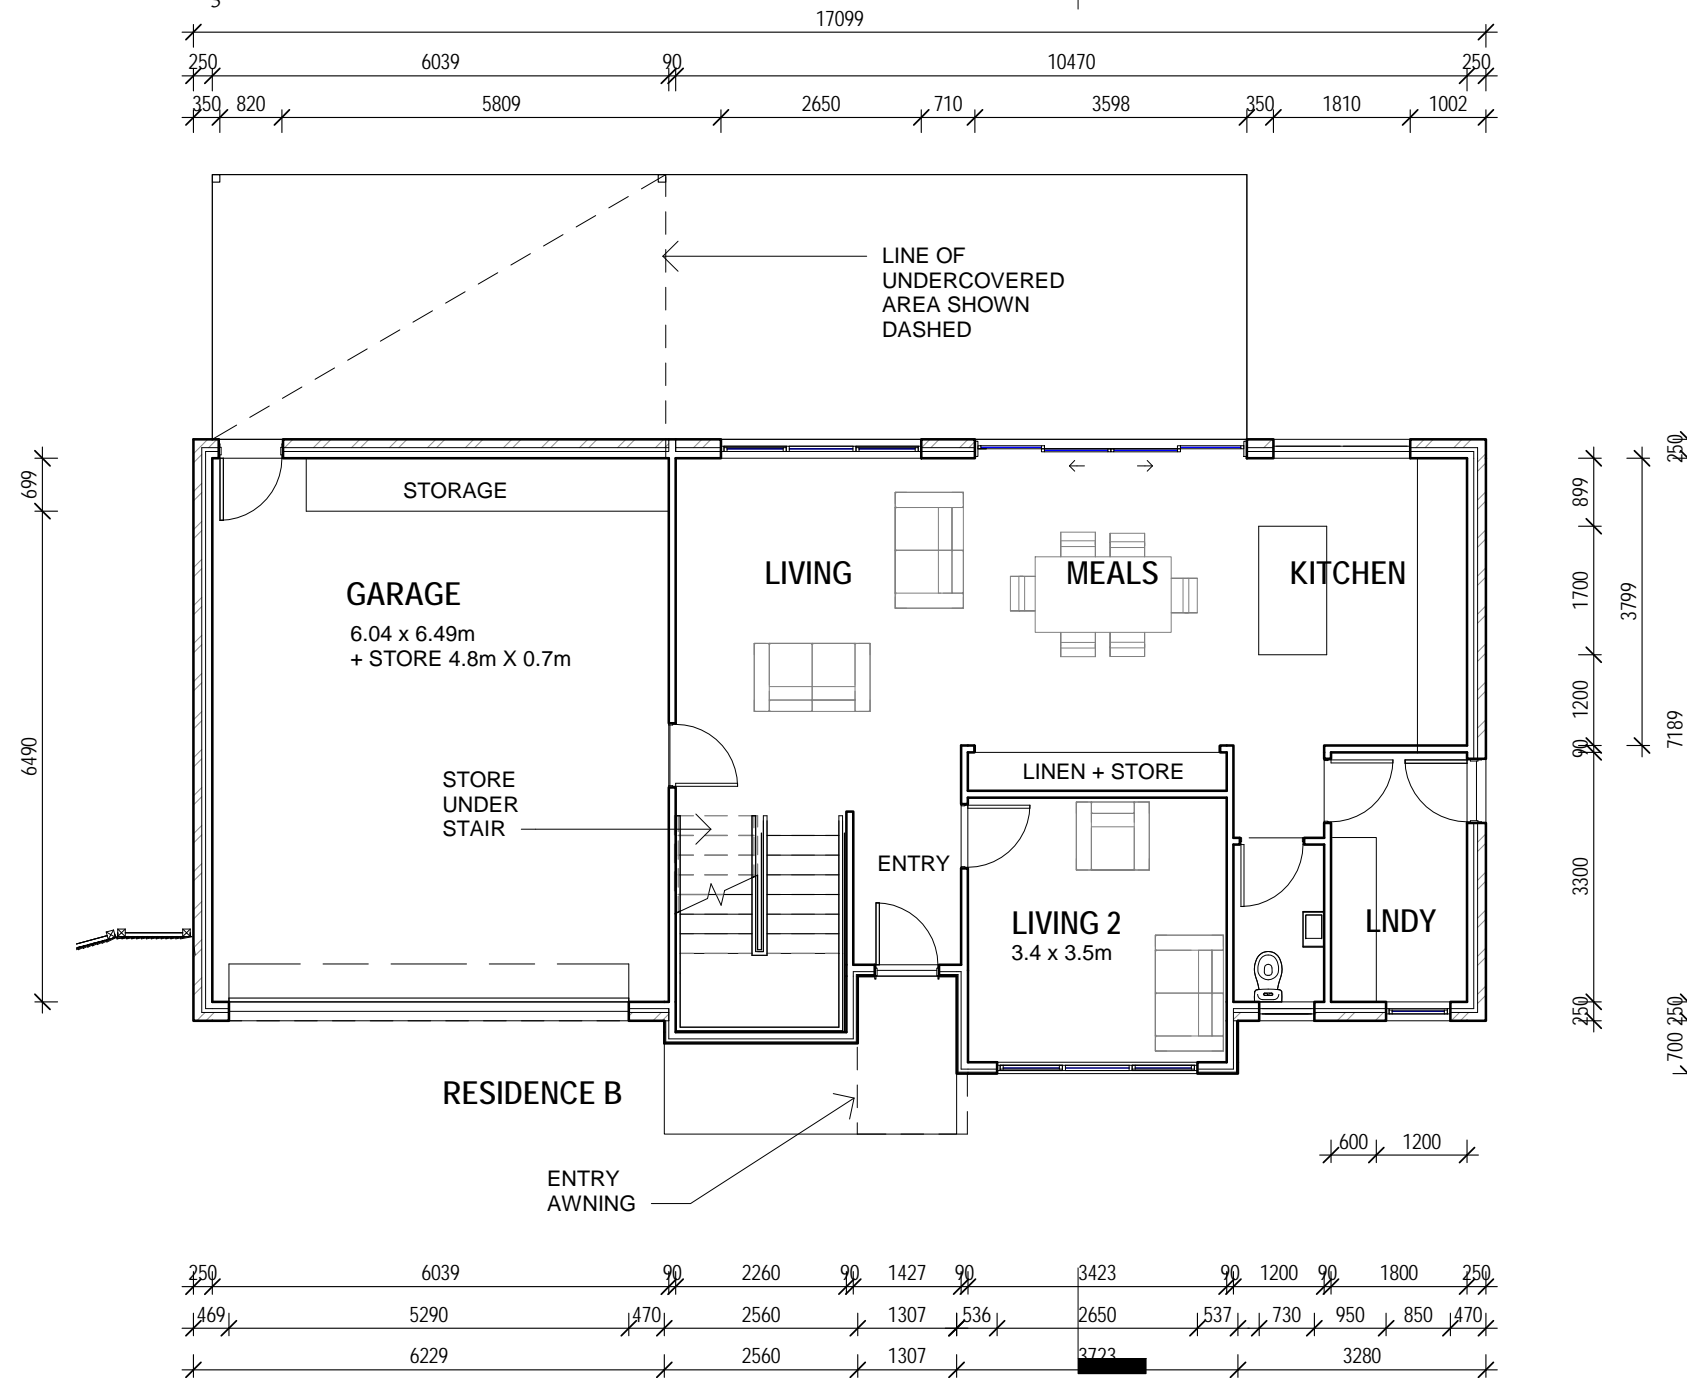 17099
250 6039 90 10470 250
350 820 5809 2650 710 3598 350 1810 1002
LINE OF
UNDERCOVERED
AREA SHOWN
DASHED
699
6490
STORAGE
GARAGE
6.04 x 6.49m
+ STORE 4.8m X 0.7m
LIVING
MEALS
KITCHEN
STORE
UNDER
STAIR
LINEN + STORE
ENTRY
LIVING 2
3.4 x 3.5m
LNDY
250
899
1700
3799
1200
90
7189
3300
250
250
700
RESIDENCE B
ENTRY
AWNING
600 1200
250 6039 90 2260 90 1427 90 3423 90 1200 90 1800 250
469 5290 470 2560 1307 536 2650 537 730 950 850 470
6229 2560 1307 3723 3280